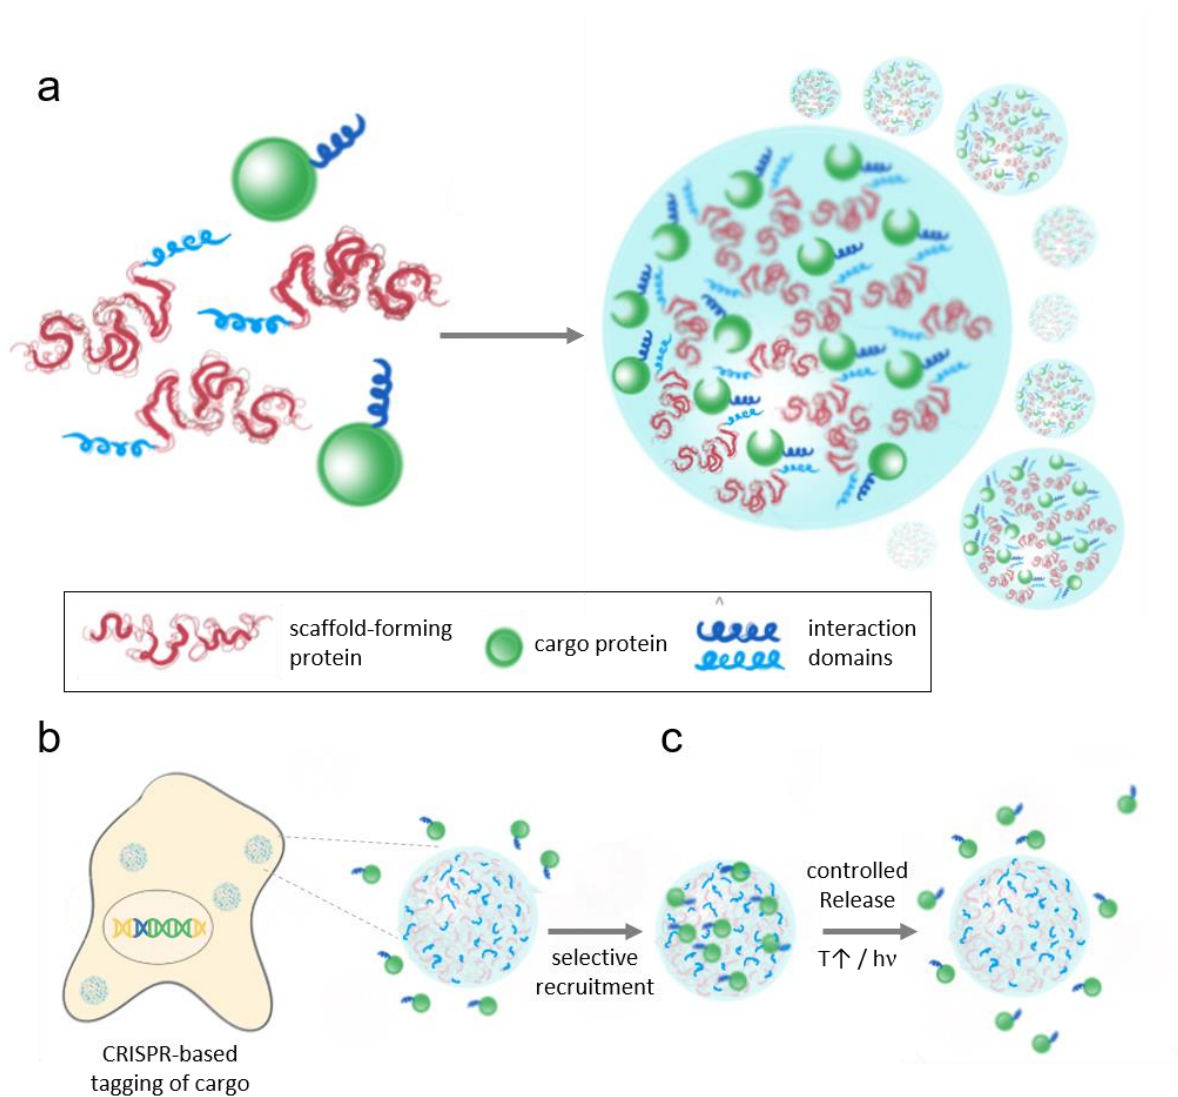 a
scaffold-forming
protein
cargo protein
^
interaction
domains
b
c
CRISPR-based
tagging of cargo
selective
recruitment
controlled
Release
T↑ / hν